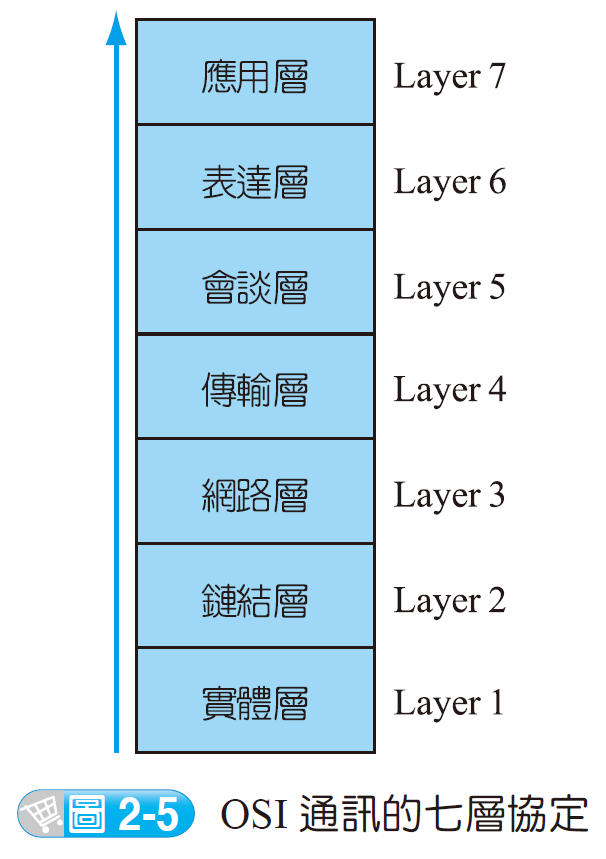 應用層 Layer 7
表達層 Layer 6
會談層 Layer 5
傳輸層 Layer 4
網路層 Layer 3
鏈結層 Layer 2
實體層 Layer 1
圖 2-5 OSI 通訊的七層協定